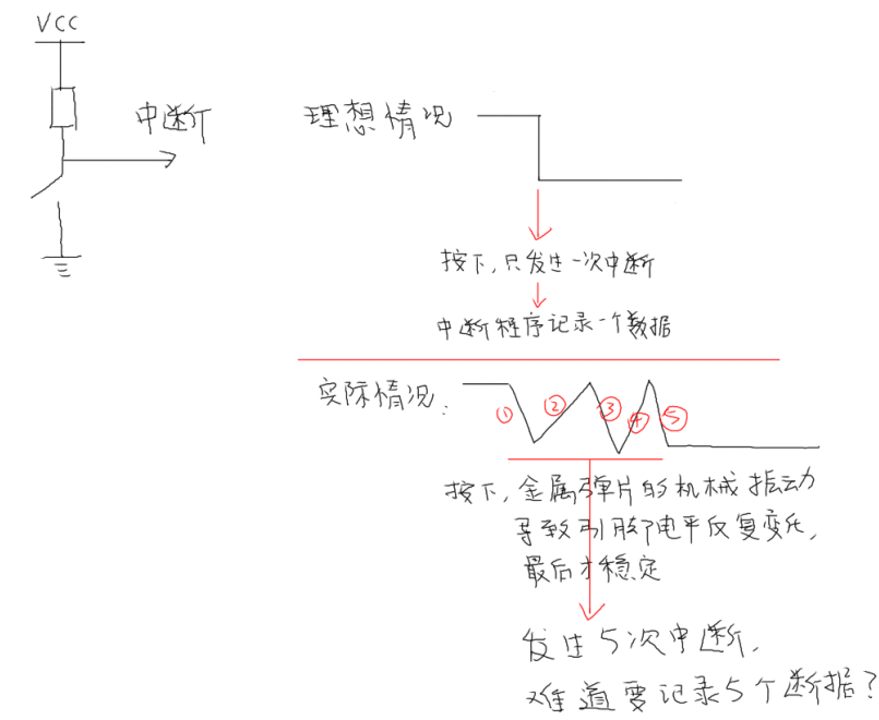 VCC
中断
理想情况
按下,只发生一次中断
中断程序记录一个数据
实际情况:
① ② ③ ④ ⑤
按下,金属弹片的机械振动
导致引脚电平反复变化,
最后才稳定
发生5次中断,
难道要记录5个断据?